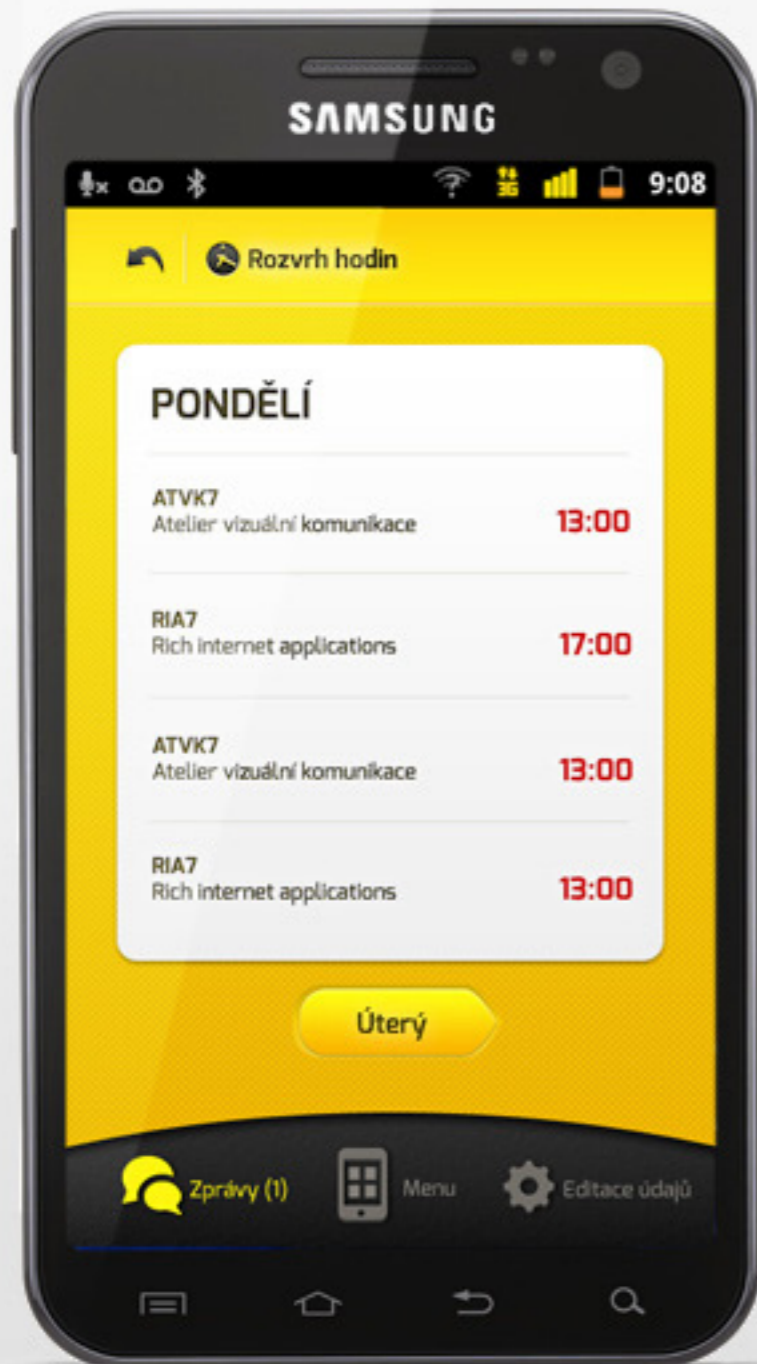 SAMSUNG
3G 9:08
Rozvrh hodin
PONDĚLÍ
ATVK7
Atelier vizuální komunikace 13:00
RIA7
Rich internet applications 17:00
ATVK7
Atelier vizuální komunikace 13:00
RIA7
Rich internet applications 13:00
Úterý
Zprávy (1) Menu Editace údajů